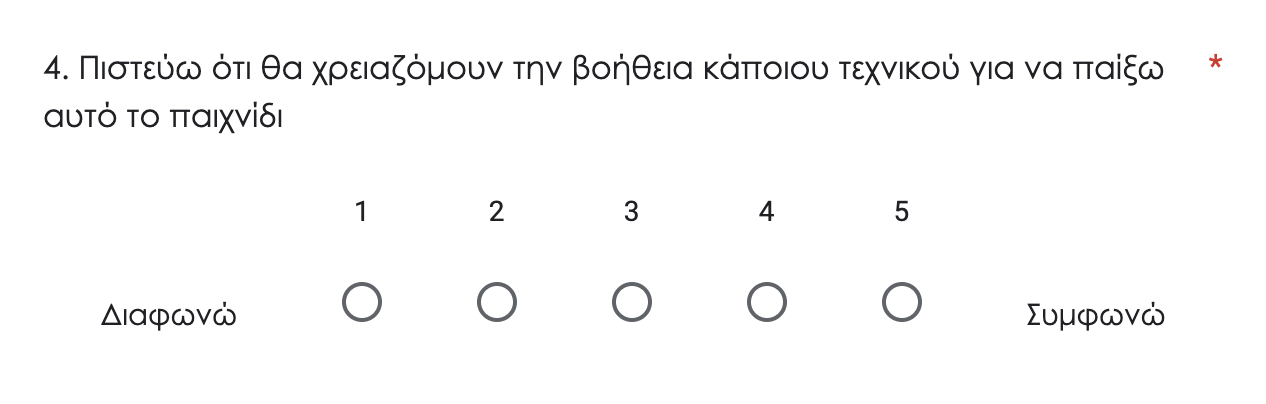 4. Πιστεύω ότι θα χρειαζόμουν την βοήθεια κάποιου τεχνικού για να παίξω *
αυτό το παιχνίδι
1 2 3 4 5
Διαφωνώ Συμφωνώ